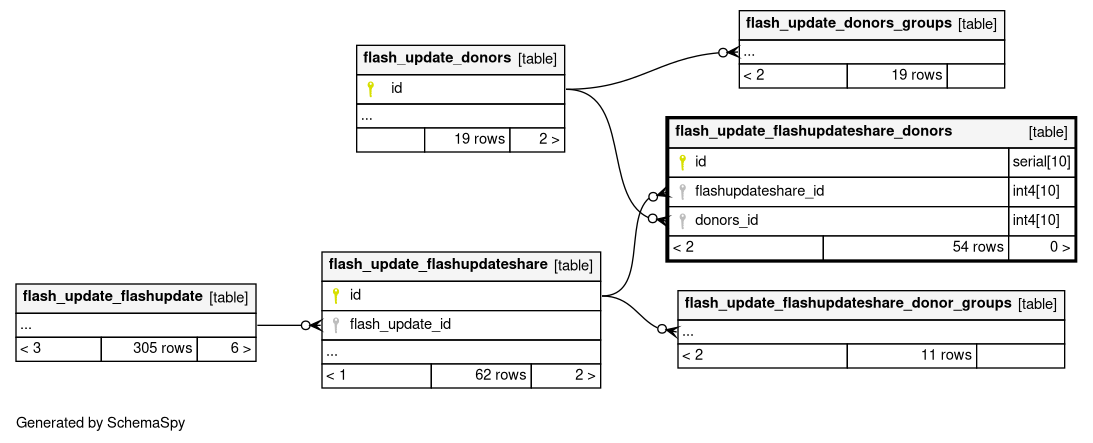 flash_update_donors_groups [table]
...
< 2 19 rows
flash_update_donors [table]
id
...
19 rows 2 >
flash_update_flashupdateshare_donors [table]
id serial[10]
flashupdateshare_id int4[10]
donors_id int4[10]
< 2 54 rows 0 >
flash_update_flashupdateshare [table]
id
flash_update_id
...
< 1 62 rows 2 >
flash_update_flashupdate [table]
...
< 3 305 rows 6 >
flash_update_flashupdateshare_donor_groups [table]
...
< 2 11 rows
Generated by SchemaSpy